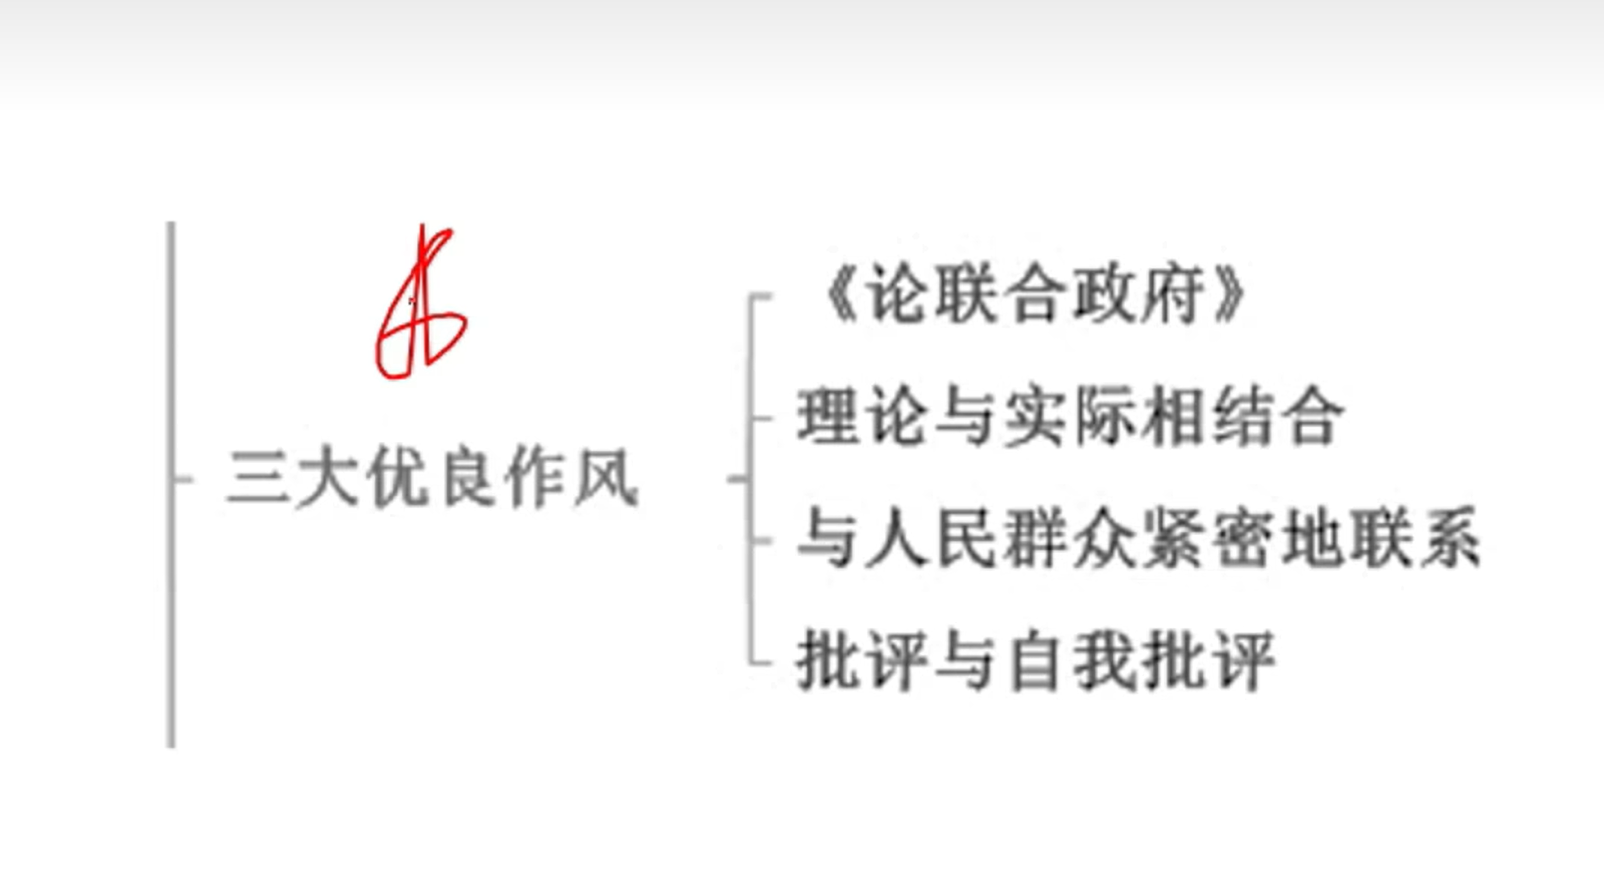 三大优良作风
《论联合政府》
理论与实际相结合
与人民群众紧密地联系
批评与自我批评